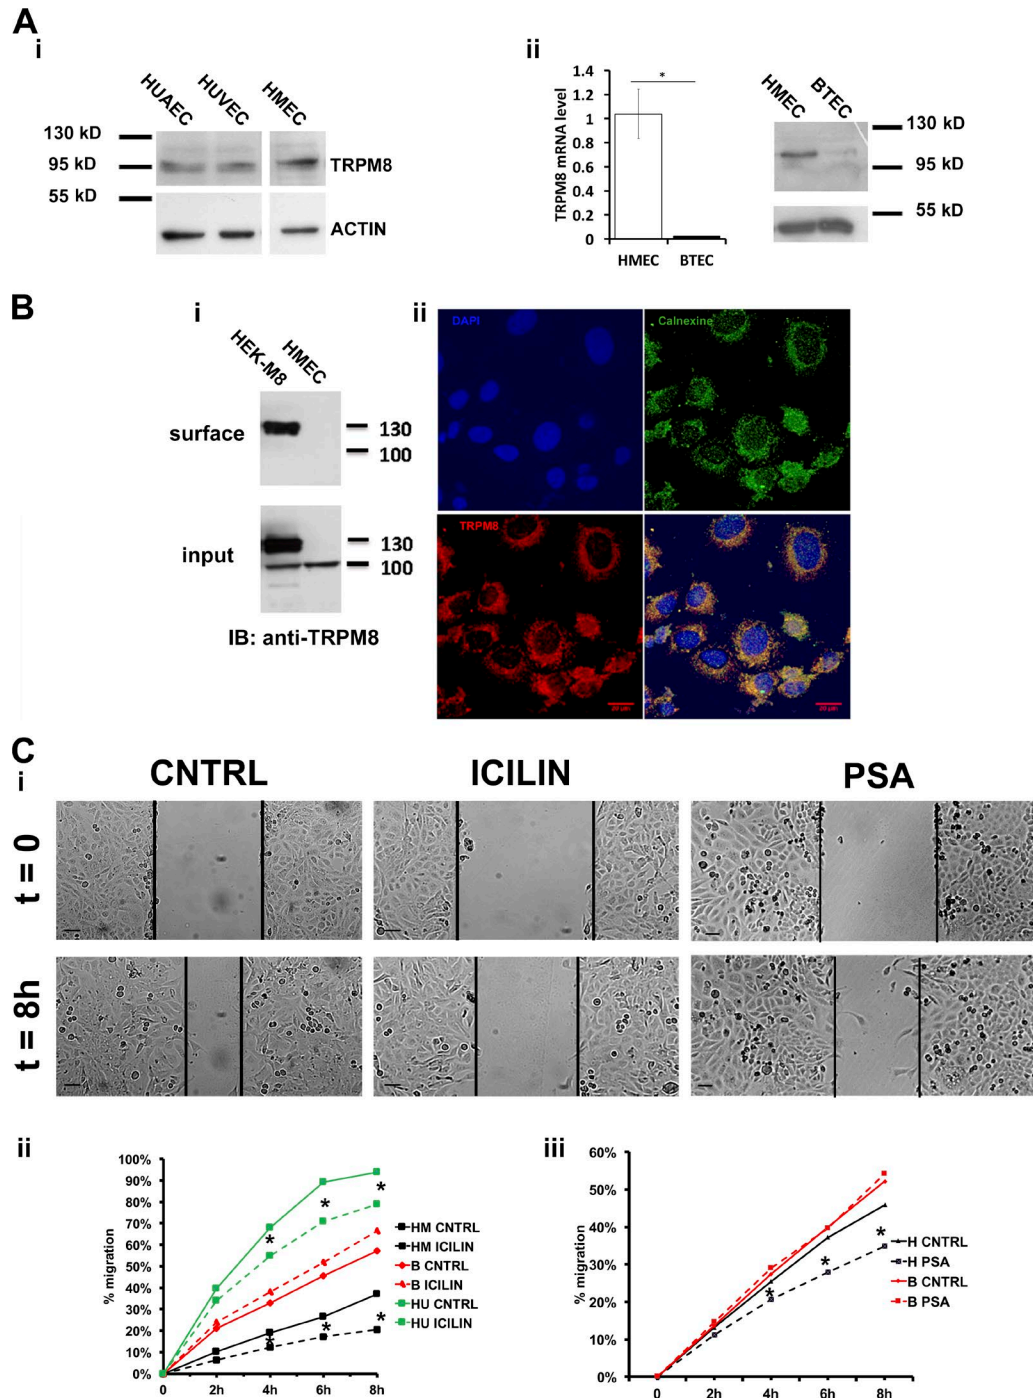 A
i
HUAEC
HUVEC
HMEC
130 kD
95 kD
55 kD
TRPM8
ACTIN
ii
TRPM8 mRNA level
1.4
1.2
1
0.8
0.6
0.4
0.2
0
*
HMEC
BTEC
HMEC
BTEC
130 kD
95 kD
55 kD
B
i
HEK-M8
HMEC
surface
130
100
input
130
100
IB: anti-TRPM8
ii
DAPI
Calnexine
TRPM8
20 µm
20 µm
C
i
CNTRL
ICILIN
PSA
t = 0
t = 8h
ii
% migration
100%
90%
80%
70%
60%
50%
40%
30%
20%
10%
0%
0
2h
4h
6h
8h
*
*
*
*
*
*
HM CNTRL
HM ICILIN
B CNTRL
B ICILIN
HU CNTRL
HU ICILIN
iii
% migration
60%
50%
40%
30%
20%
10%
0%
0
2h
4h
6h
8h
*
*
*
H CNTRL
H PSA
B CNTRL
B PSA